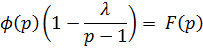 ϕ(p)(1 − λ/(p − 1)) = F(p)